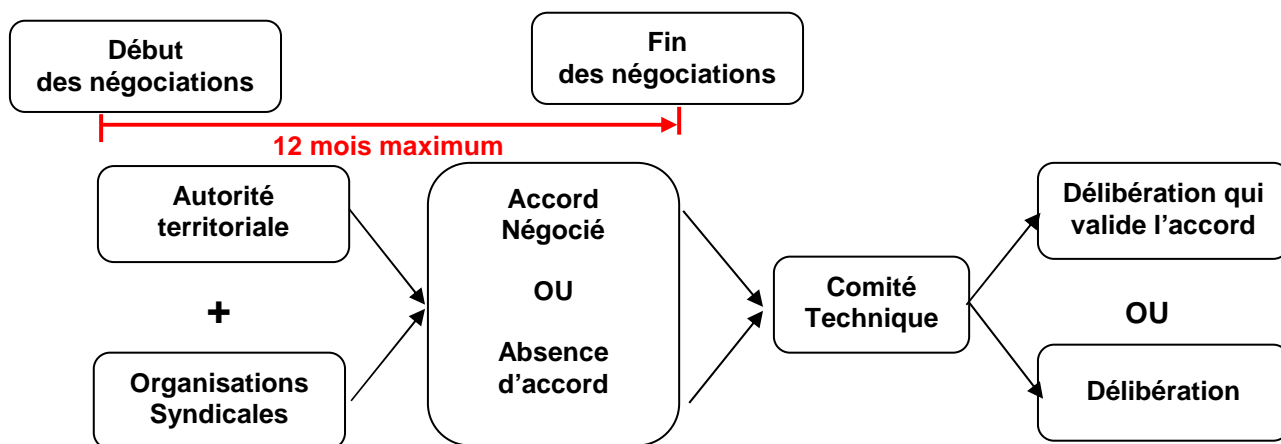 Début
des négociations
Fin
des négociations
12 mois maximum
Autorité
territoriale
+
Organisations
Syndicales
Accord
Négocié
OU
Absence
d’accord
Comité
Technique
Délibération qui
valide l’accord
OU
Délibération